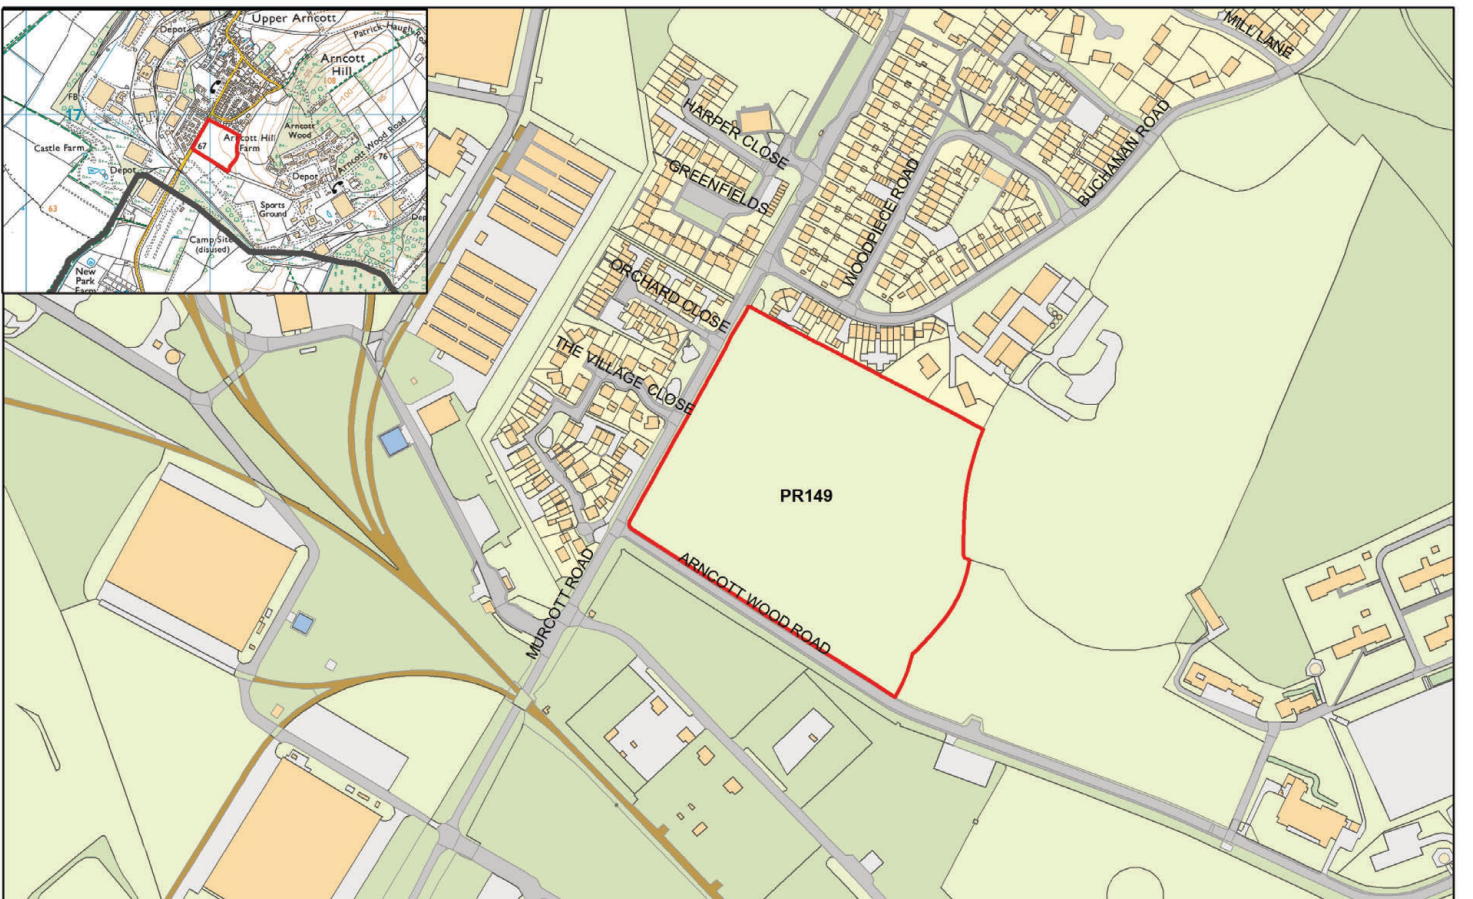 Upper Arncott
Depot
Arncott
Hill
108
100
FB
17
Arncott
Wood
Arncott Wood Road
Castle Farm
67
Arncott Hill
Farm
76
Depot
Depot
63
Sports
Ground
72
Camp Site
(disused)
New
Park
Farm
MILL LANE
HARPER CLOSE
BUCHANAN ROAD
GREENFIELDS
WOODPIECE ROAD
ORCHARD CLOSE
THE VILLAGE CLOSE
PR149
ARNCOTT WOOD ROAD
MURCOTT ROAD